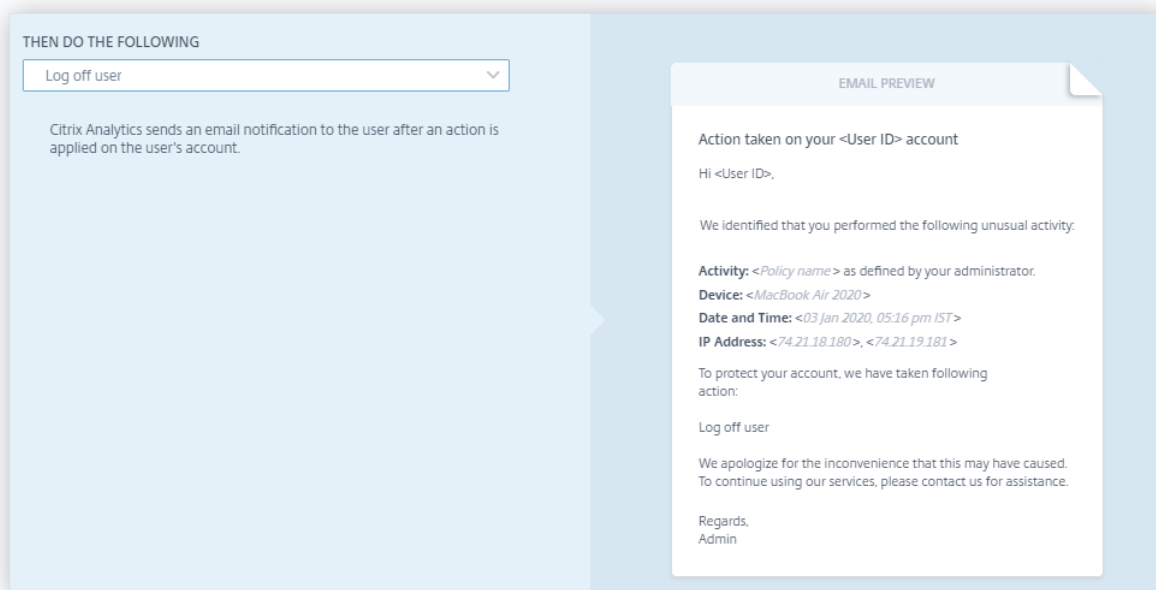 THEN DO THE FOLLOWING
Log off user
Citrix Analytics sends an email notification to the user after an action is
applied on the user's account.
EMAIL PREVIEW
Action taken on your <User ID> account
Hi <User ID>,
We identified that you performed the following unusual activity:
Activity: <Policy name> as defined by your administrator.
Device: <MacBook Air 2020>
Date and Time: <03 Jan 2020, 05:16 pm IST>
IP Address: <74.21.18.180>, <74.21.19.181>
To protect your account, we have taken following
action:
Log off user
We apologize for the inconvenience that this may have caused.
To continue using our services, please contact us for assistance.
Regards,
Admin